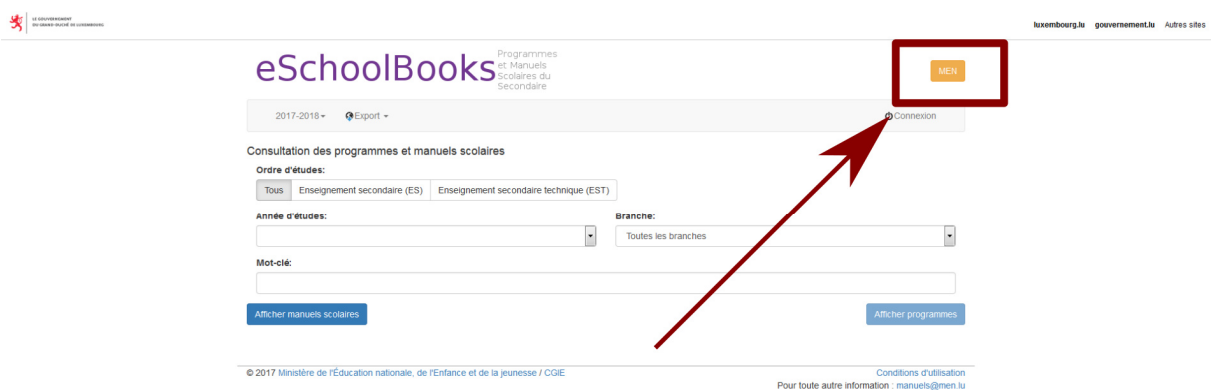 LE GOUVERNEMENT
DU GRAND-DUCHÉ DE LUXEMBOURG
luxembourg.lu gouvernement.lu Autres sites
eSchoolBooks
Programmes
et Manuels
Scolaires du
Secondaire
MEN
2017-2018
Export
Connexion
Consultation des programmes et manuels scolaires
Ordre d'études:
Tous Enseignement secondaire (ES) Enseignement secondaire technique (EST)
Année d'études: Branche:
Toutes les branches
Mot-clé:
Afficher manuels scolaires Afficher programmes
© 2017 Ministère de l'Éducation nationale, de l'Enfance et de la jeunesse / CGIE Conditions d'utilisation
Pour toute autre information : manuels@men.lu